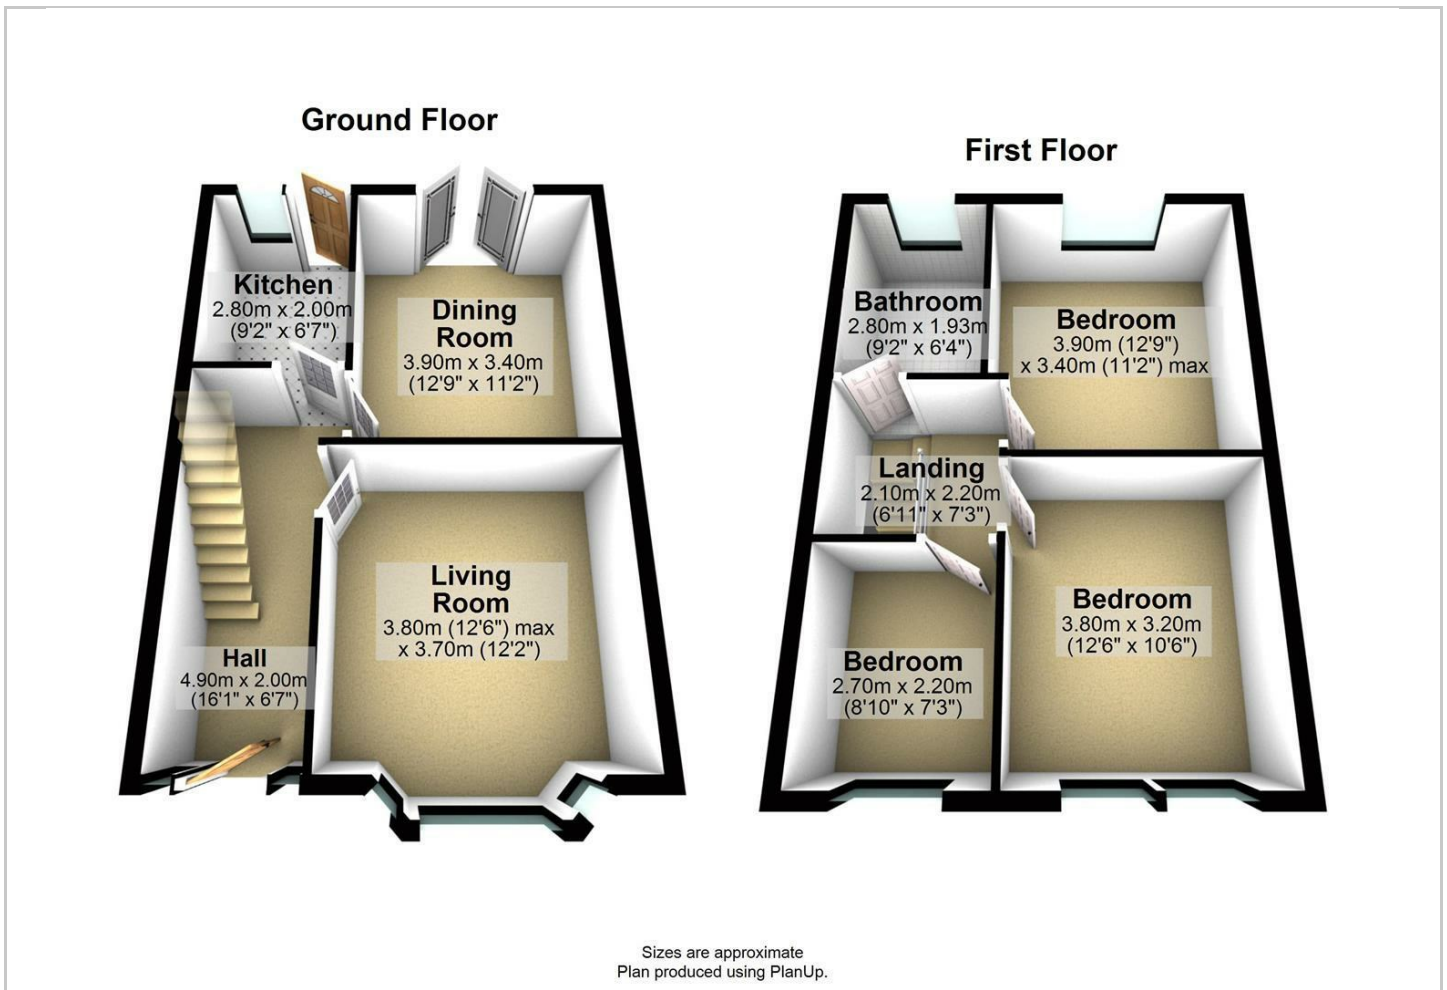 Ground Floor
Kitchen
2.80m x 2.00m
(9'2" x 6'7")
Dining
Room
3.90m x 3.40m
(12'9" x 11'2")
Living
Room
3.80m (12'6") max
x 3.70m (12'2")
Hall
4.90m x 2.00m
(16'1" x 6'7")
First Floor
Bathroom
2.80m x 1.93m
(9'2" x 6'4")
Bedroom
3.90m (12'9")
x 3.40m (11'2") max
Landing
2.10m x 2.20m
(6'11" x 7'3")
Bedroom
3.80m x 3.20m
(12'6" x 10'6")
Bedroom
2.70m x 2.20m
(8'10" x 7'3")
Sizes are approximate
Plan produced using PlanUp.